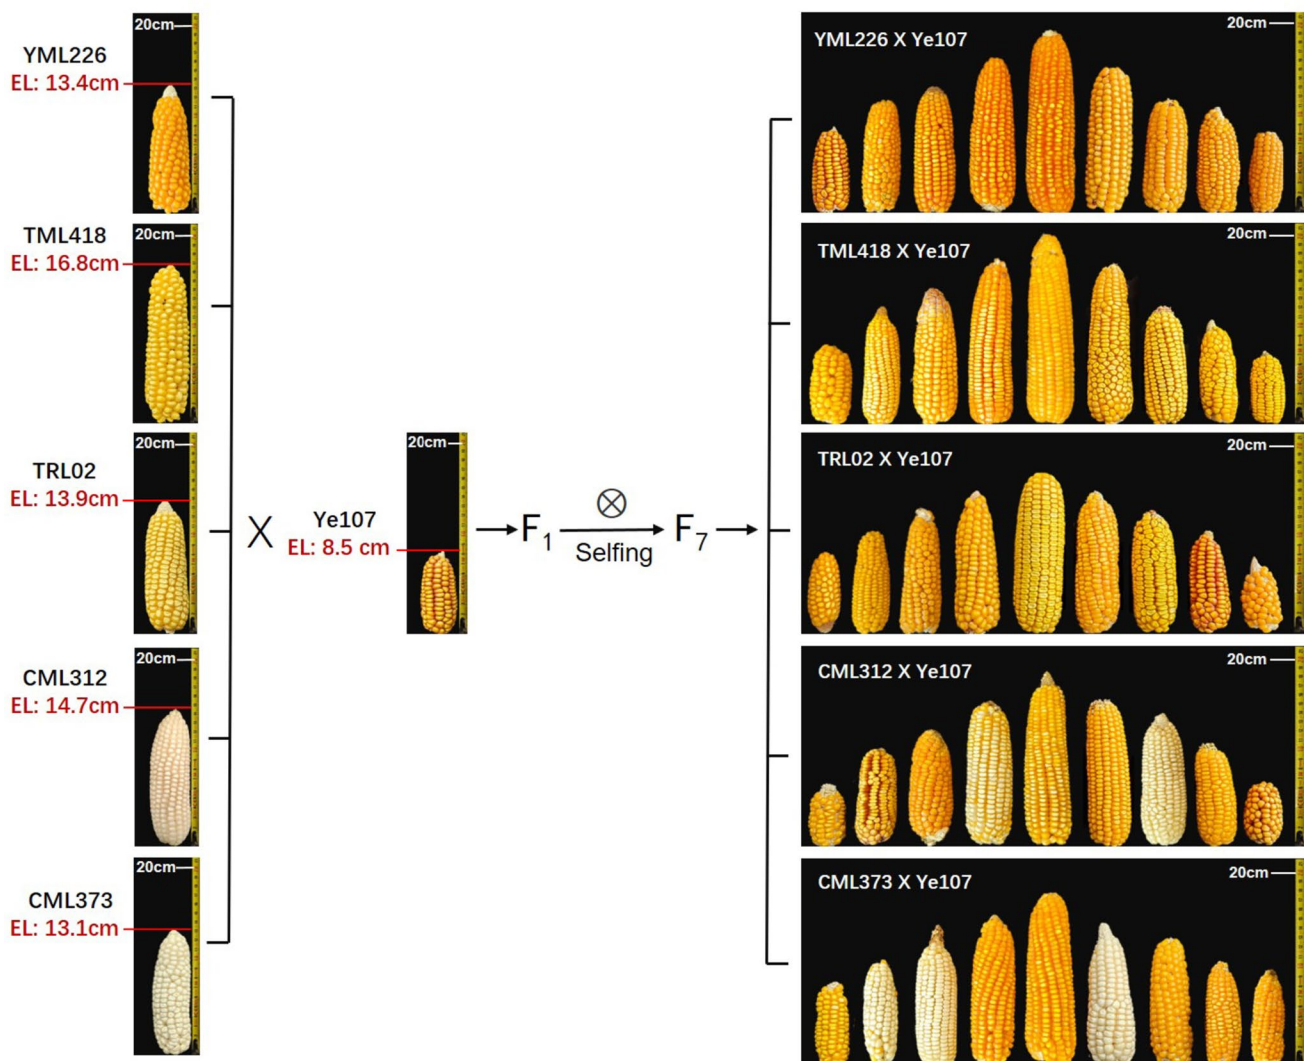 20cm
YML226
EL: 13.4cm
20cm
TML418
EL: 16.8cm
20cm
TRL02
EL: 13.9cm
20cm
CML312
EL: 14.7cm
20cm
CML373
EL: 13.1cm
X
20cm
Ye107
EL: 8.5 cm
F1
Selfing
F7
20cm
YML226 X Ye107
20cm
TML418 X Ye107
20cm
TRL02 X Ye107
20cm
CML312 X Ye107
20cm
CML373 X Ye107